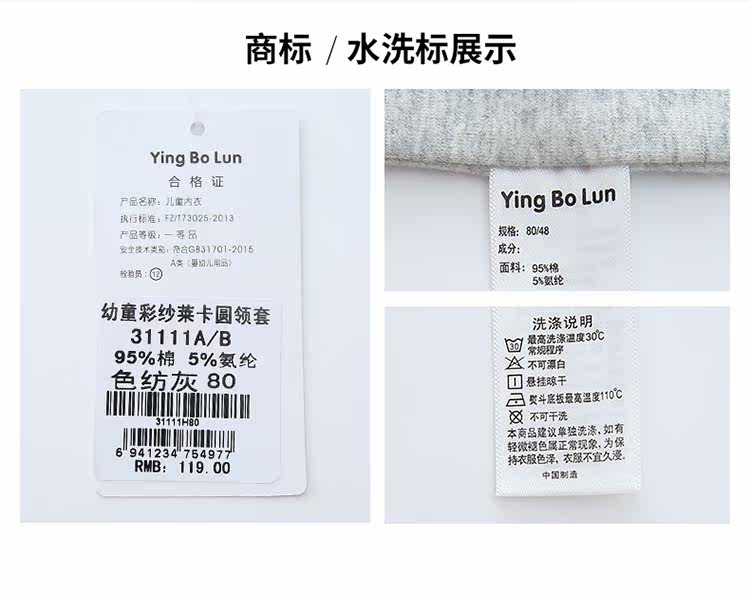 商标 / 水洗标展示
Ying Bo Lun
合格证
产品名称: 儿童内衣
执行标准: FZ/T73025-2013
产品等级: 一等品
安全技术类别: 符合GB31701-2015
A类(婴幼儿用品)
检验员: 12
幼童彩纱莱卡圆领套
31111A/B
95%棉 5%氨纶
色纺灰 80
31111H80
6 941234 754977
RMB: 119.00
Ying Bo Lun
规格: 80/48
成分:
面料: 95%棉
5%氨纶
洗涤说明
30 最高洗涤温度30℃
常规程序
不可漂白
悬挂晾干
熨斗底板最高温度110℃
不可干洗
本商品建议单独洗涤, 如有
轻微褪色属正常现象, 为保
持衣服色泽, 衣服不宜久浸。
中国制造